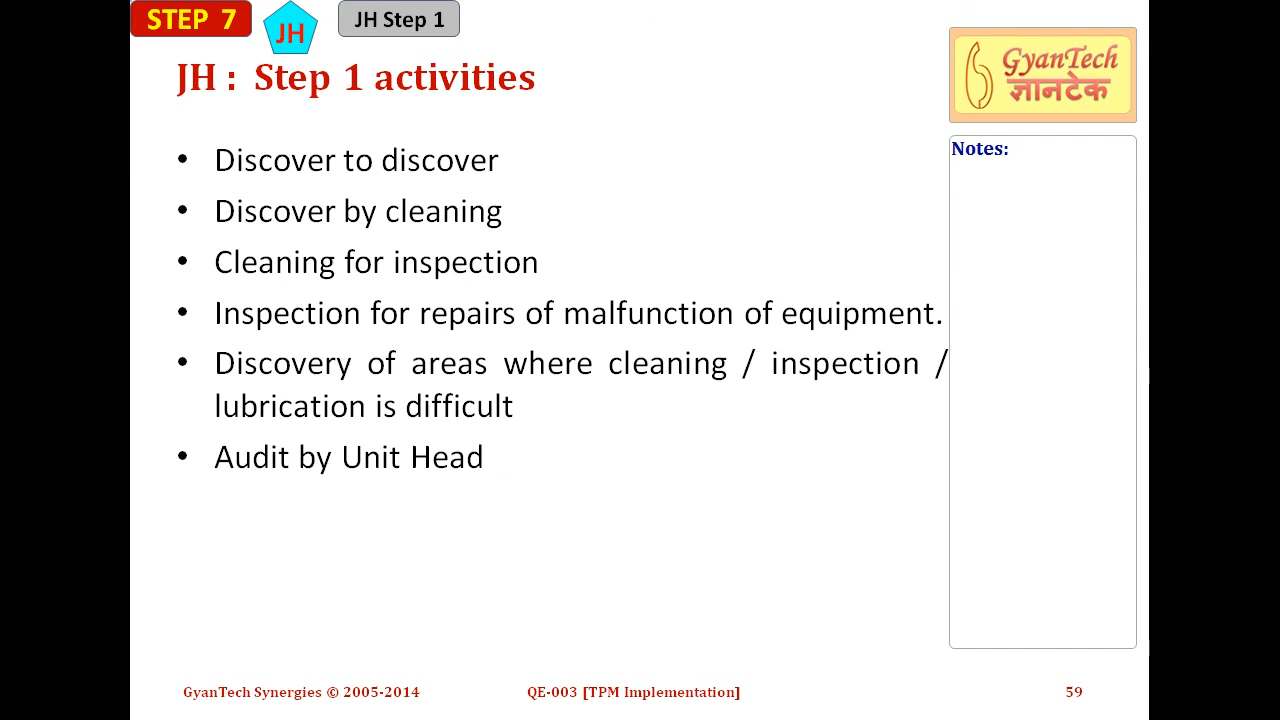 STEP 7
JH
JH Step 1
JH : Step 1 activities
GyanTech
ज्ञानटेक
• Discover to discover
• Discover by cleaning
• Cleaning for inspection
• Inspection for repairs of malfunction of equipment.
• Discovery of areas where cleaning / inspection /
lubrication is difficult
• Audit by Unit Head
Notes:
GyanTech Synergies © 2005-2014
QE-003 [TPM Implementation]
59